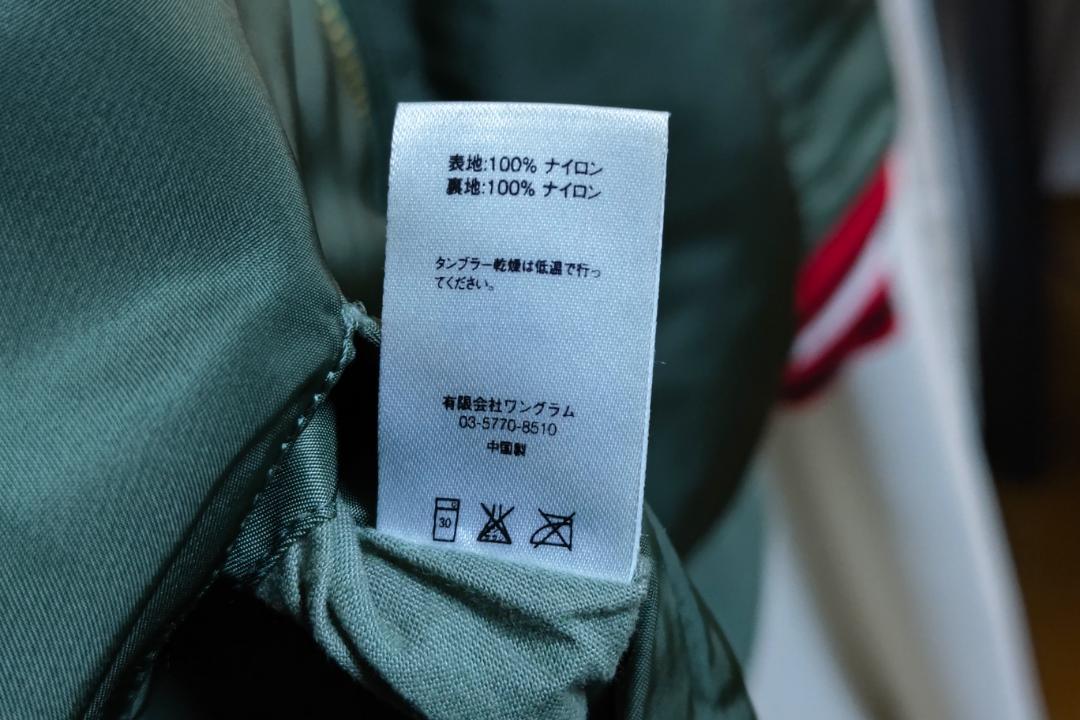 表地:100% ナイロン
裏地:100% ナイロン
タンブラー乾燥は低温で行っ
てください。
有限会社ワングラム
03-5770-8510
中国製
30